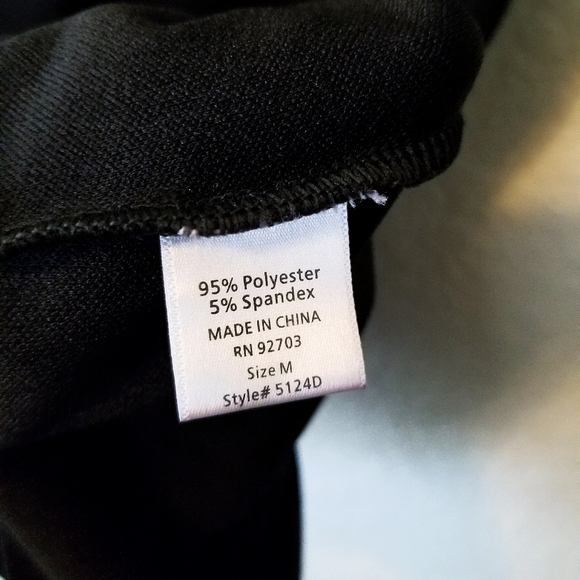 95% Polyester
5% Spandex
MADE IN CHINA
RN 92703
Size M
Style# 5124D